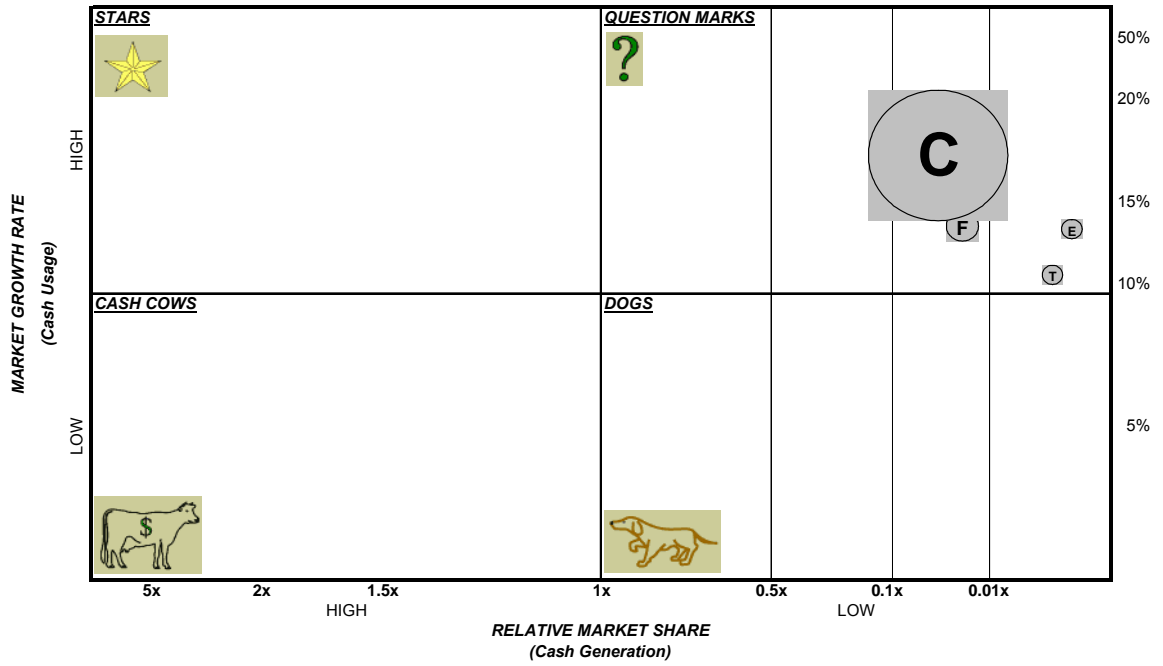 STARS
QUESTION MARKS
?
50%
20%
15%
10%
5%
HIGH
LOW
MARKET GROWTH RATE
(Cash Usage)
C
F
E
T
CASH COWS
DOGS
$
5x
2x
1.5x
1x
0.5x
0.1x
0.01x
HIGH
LOW
RELATIVE MARKET SHARE
(Cash Generation)